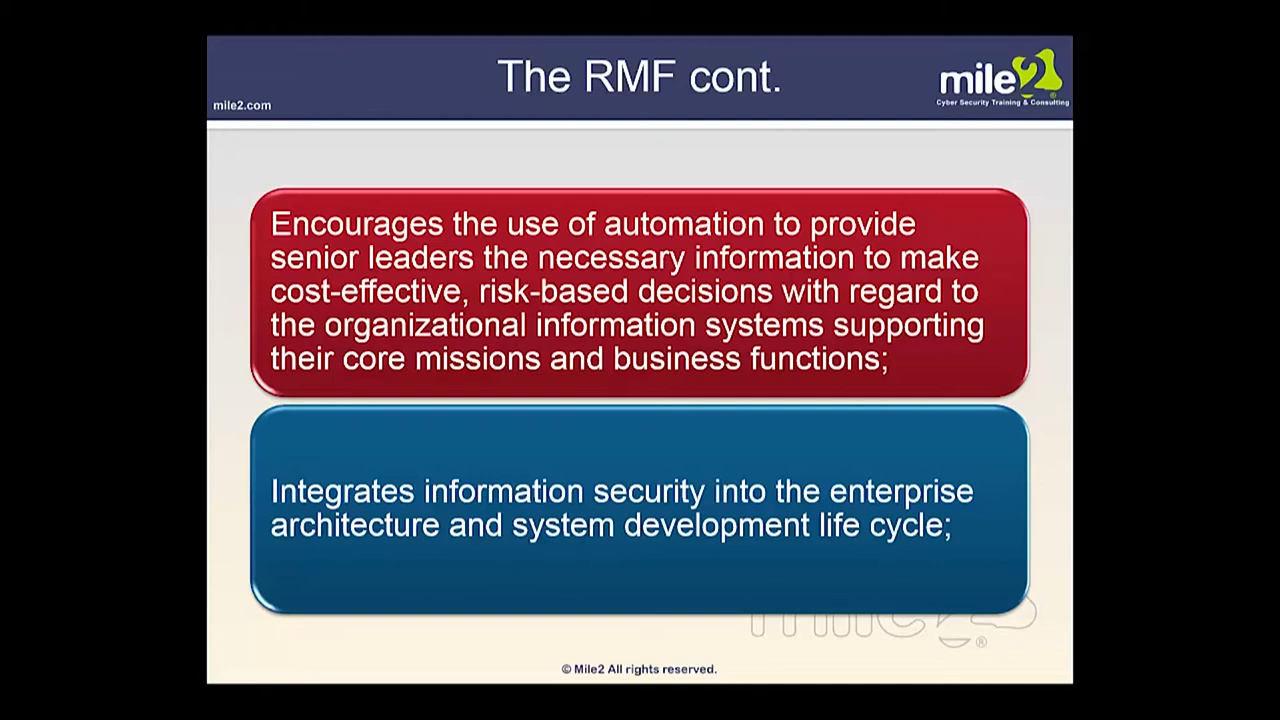 The RMF cont.
mile2
Cyber Security Training & Consulting
mile2.com
Encourages the use of automation to provide
senior leaders the necessary information to make
cost-effective, risk-based decisions with regard to
the organizational information systems supporting
their core missions and business functions;
Integrates information security into the enterprise
architecture and system development life cycle;
mile2 ®
© Mile2 All rights reserved.